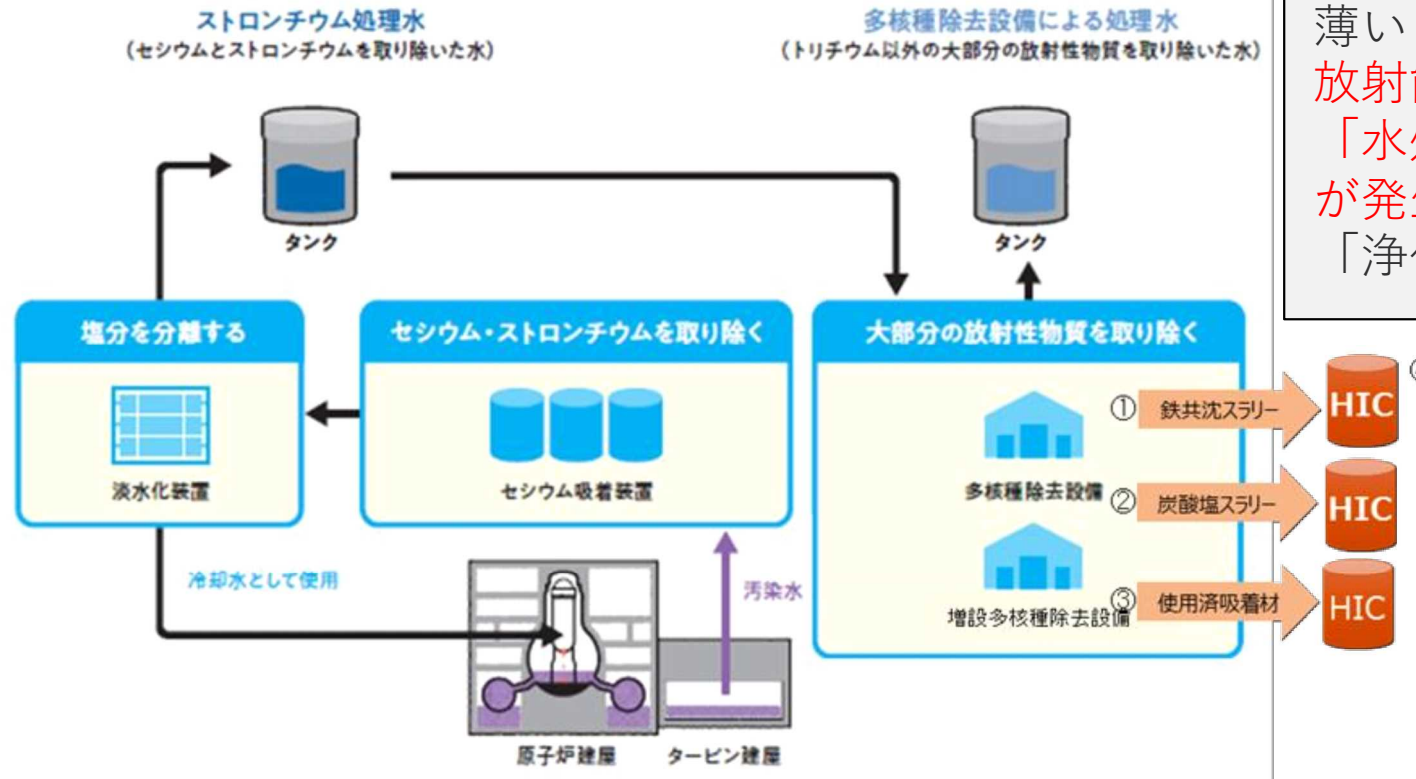 ストロンチウム処理水
（セシウムとストロンチウムを取り除いた水）
多核種除去設備による処理水
（トリチウム以外の大部分の放射性物質を取り除いた水）
薄い
放射
「水
が発
「浄
タンク
タンク
塩分を分離する
セシウム・ストロンチウムを取り除く
大部分の放射性物質を取り除く
淡水化装置
セシウム吸着装置
多核種除去設備
増設多核種除去設備
① 鉄共沈スラリー
HIC
② 炭酸塩スラリー
HIC
③ 使用済吸着材
HIC
冷却水として使用
汚染水
原子炉建屋
タービン建屋